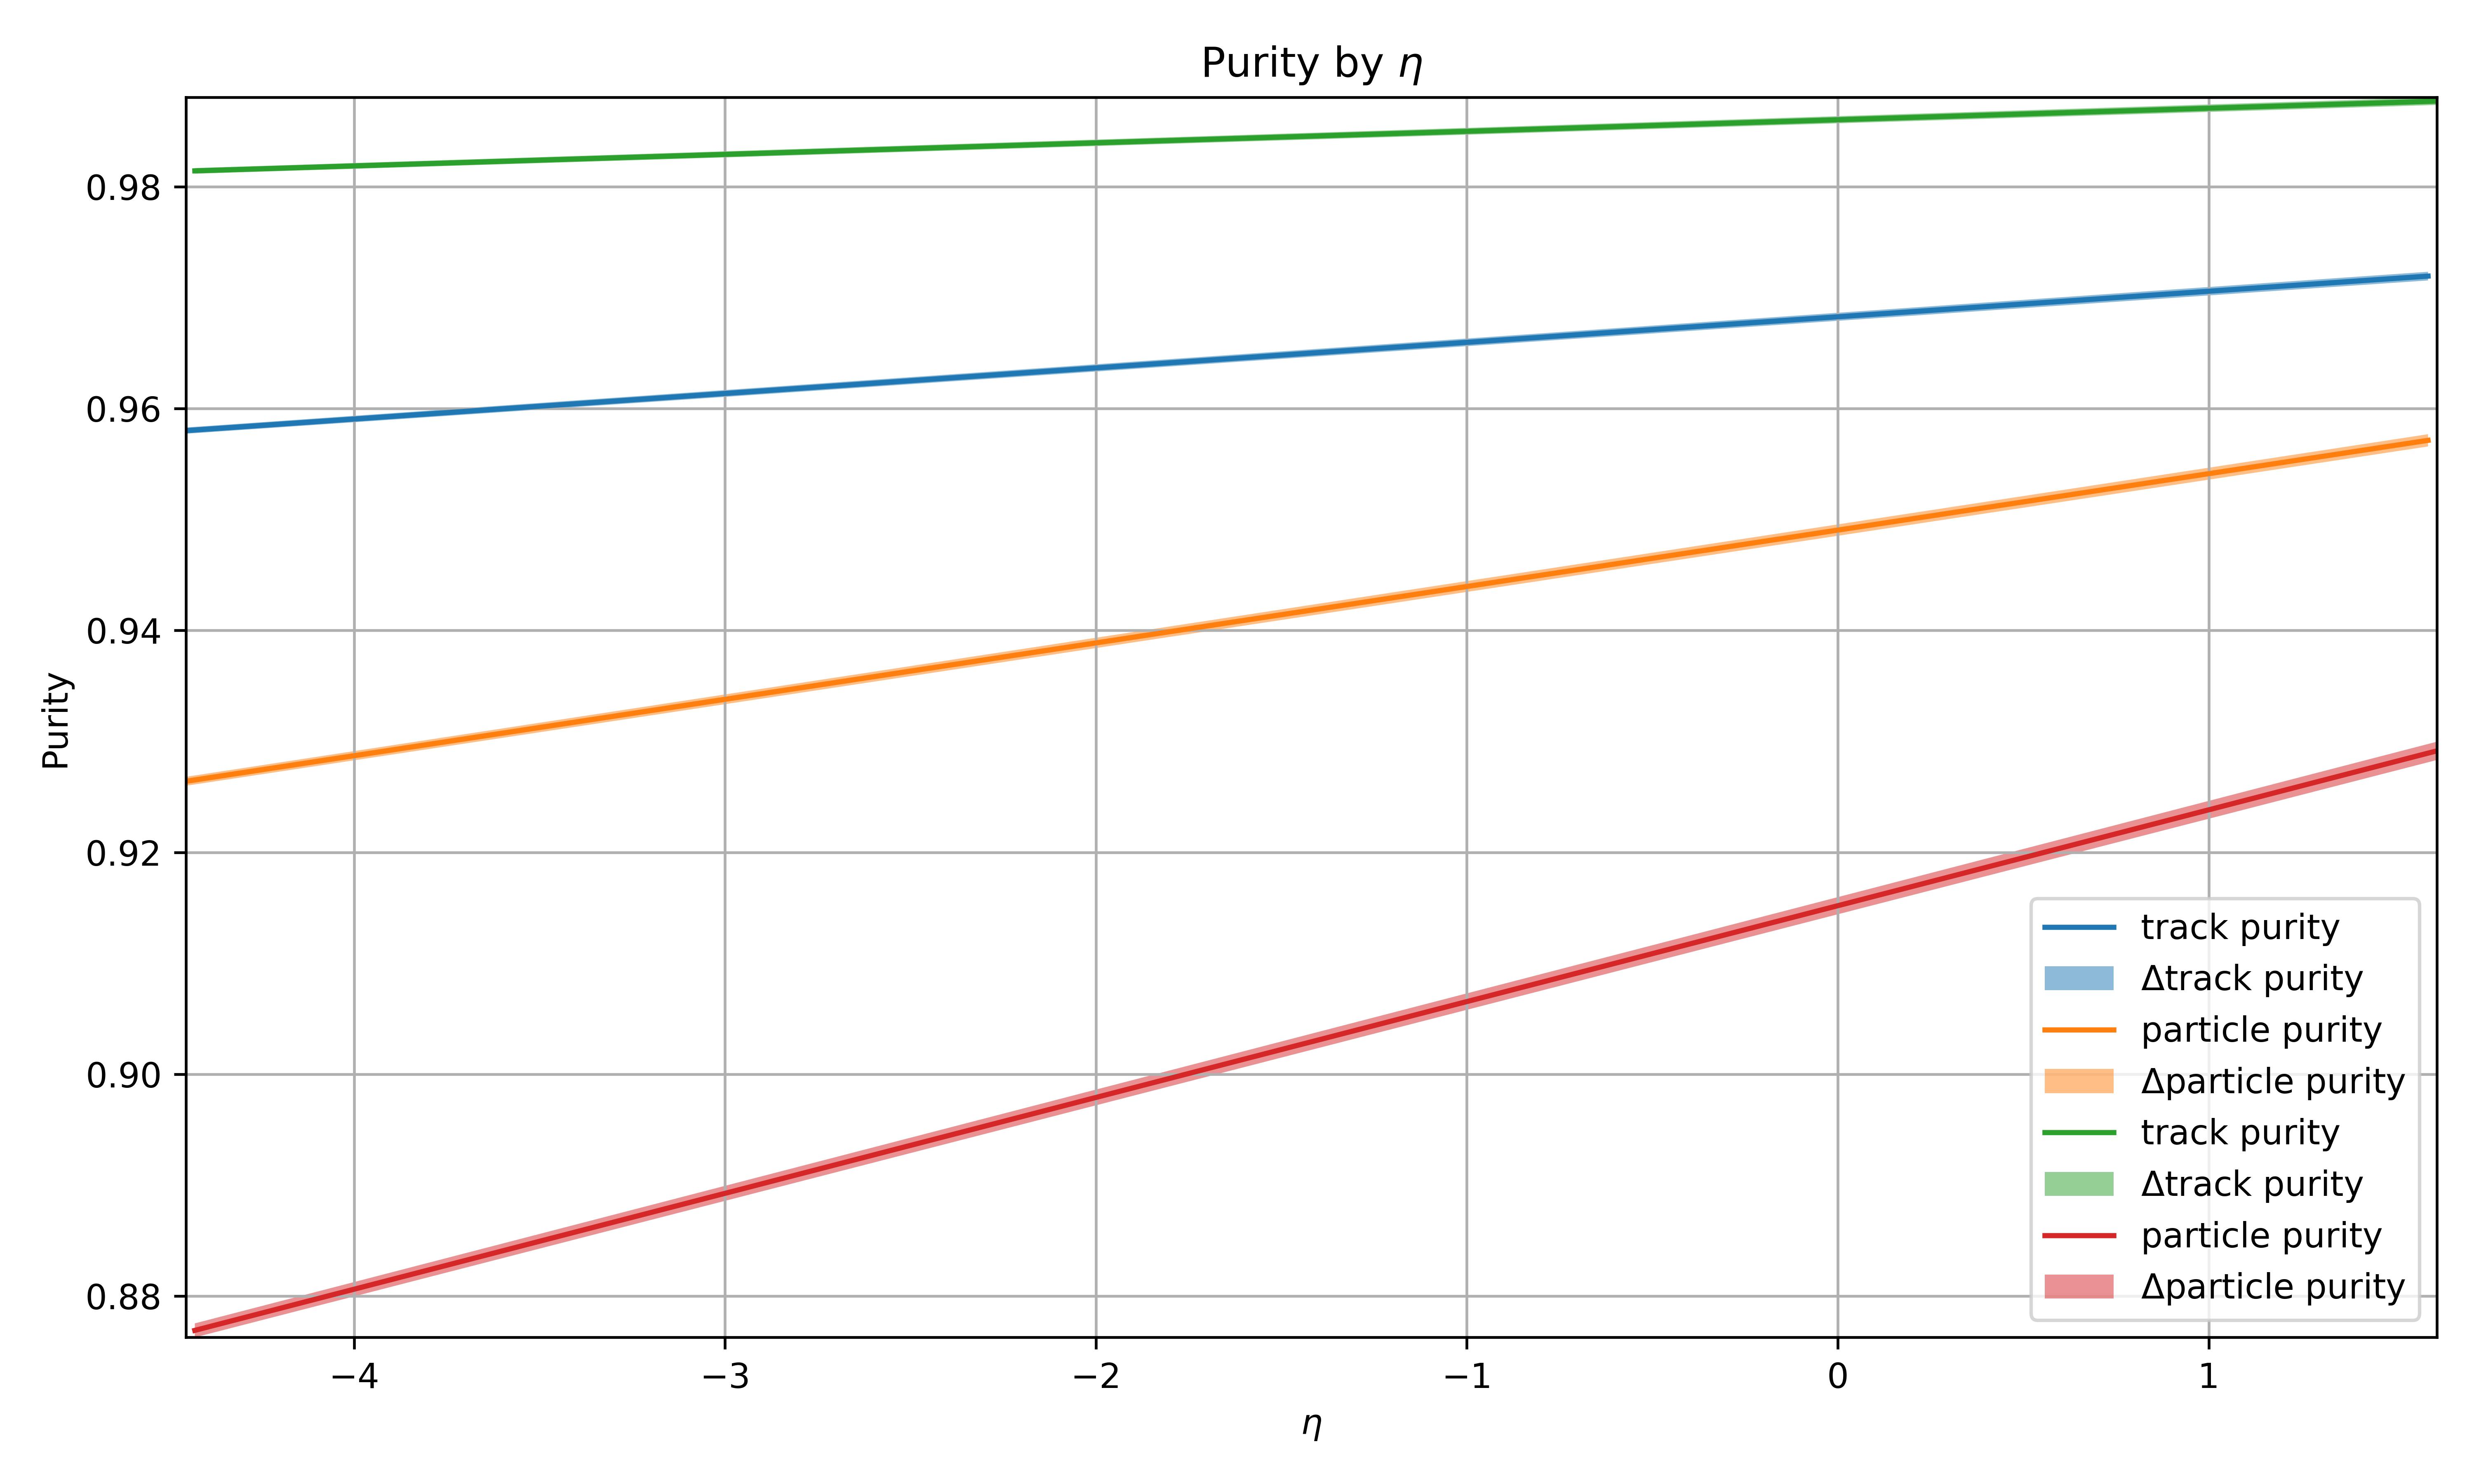 Purity by η
Purity
0.98
0.96
0.94
0.92
0.90
0.88
−4
−3
−2
−1
0
1
η
track purity
Δtrack purity
particle purity
Δparticle purity
track purity
Δtrack purity
particle purity
Δparticle purity